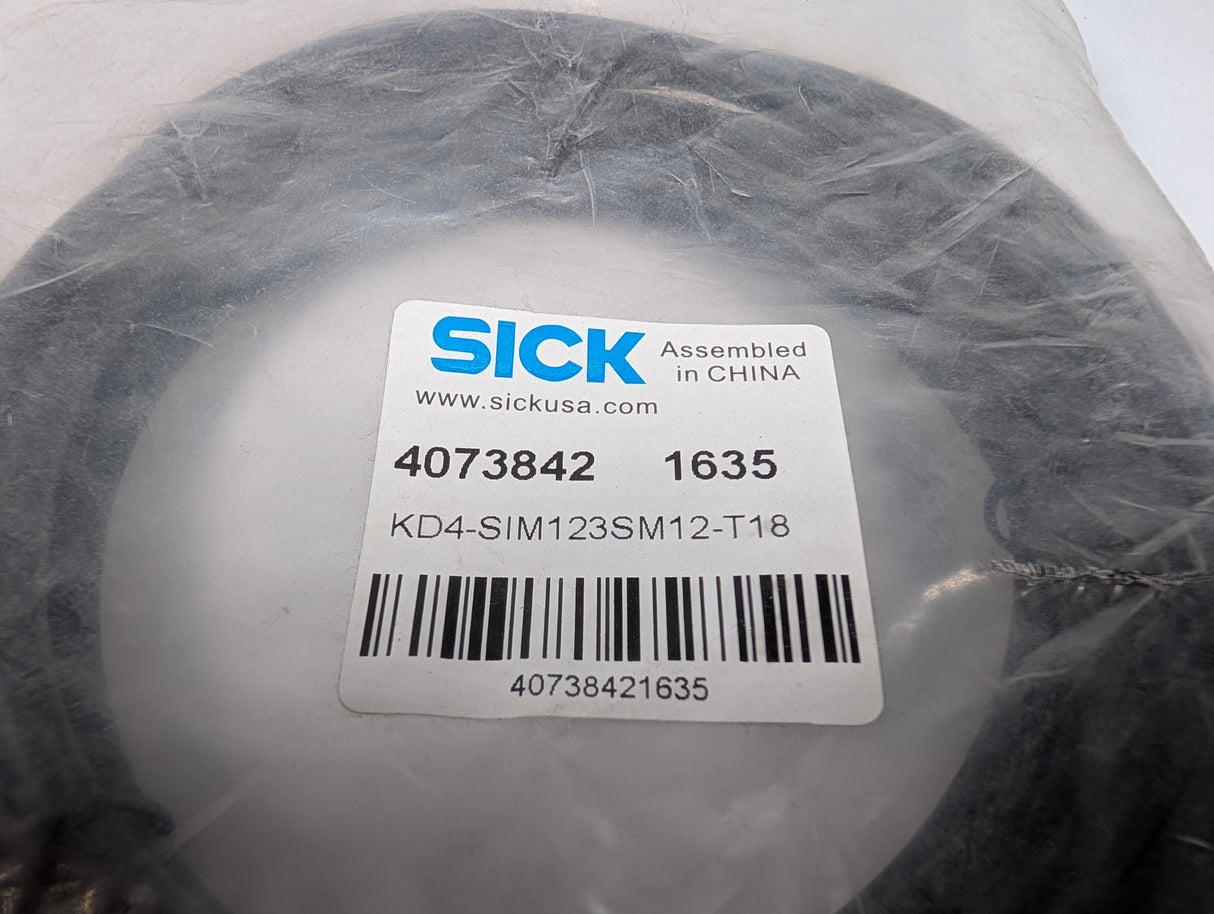 SICK Assembled
in CHINA
www.sickusa.com
4073842 1635
KD4-SIM123SM12-T18
40738421635